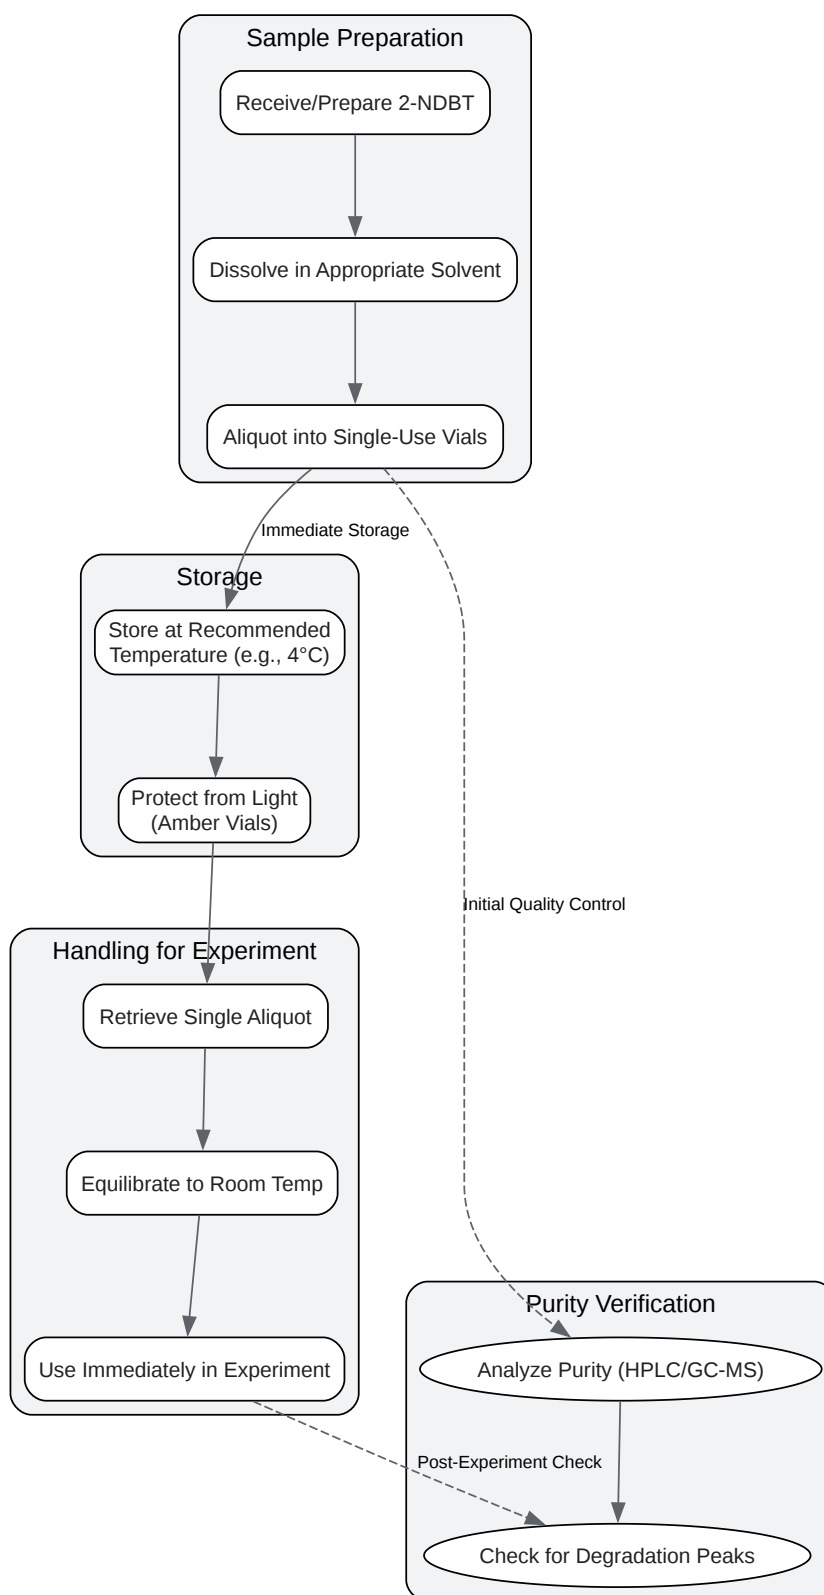 Sample Preparation
Receive/Prepare 2-NDBT
Dissolve in Appropriate Solvent
Aliquot into Single-Use Vials
Immediate Storage
Storage
Store at Recommended
Temperature (e.g., 4°C)
Protect from Light
(Amber Vials)
Initial Quality Control
Handling for Experiment
Retrieve Single Aliquot
Equilibrate to Room Temp
Use Immediately in Experiment
Purity Verification
Analyze Purity (HPLC/GC-MS)
Post-Experiment Check
Check for Degradation Peaks